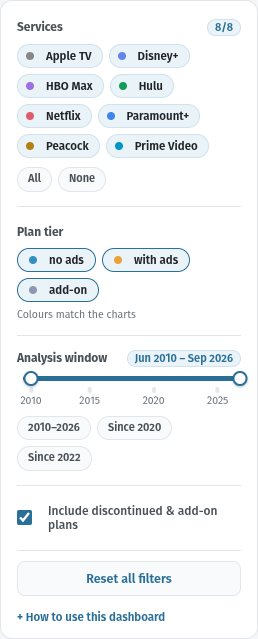 Services 8/8
Apple TV Disney+
HBO Max Hulu
Netflix Paramount+
Peacock Prime Video
All None
Plan tier
no ads with ads
add-on
Colours match the charts
Analysis window Jun 2010 – Sep 2026
2010 2015 2020 2025
2010–2026 Since 2020
Since 2022
Include discontinued & add-on
plans
Reset all filters
+ How to use this dashboard